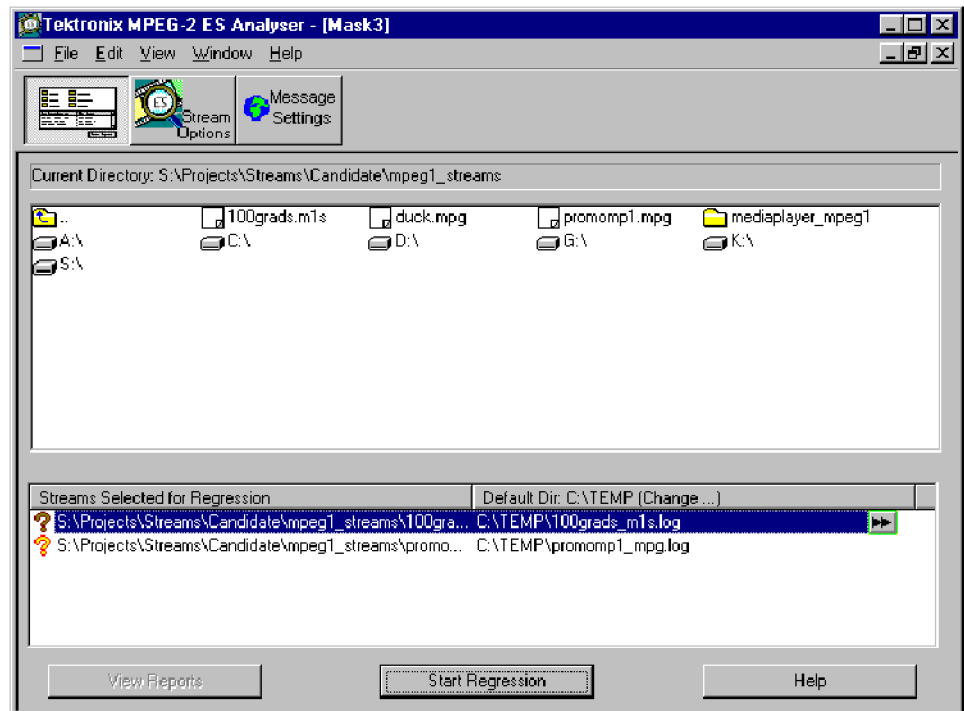 Tektronix MPEG-2 ES Analyser - [Mask3]
File Edit View Window Help
ES
Stream Options
Message Settings
Current Directory: S:\Projects\Streams\Candidate\mpeg1_streams
.. 100grads.m1s duck.mpg promomp1.mpg mediaplayer_mpeg1
A:\ C:\ D:\ G:\ K:\
S:\
Streams Selected for Regression Default Dir: C:\TEMP (Change ...)
S:\Projects\Streams\Candidate\mpeg1_streams\100gra... C:\TEMP\100grads_m1s.log
S:\Projects\Streams\Candidate\mpeg1_streams\promo... C:\TEMP\promomp1_mpg.log
View Reports Start Regression Help